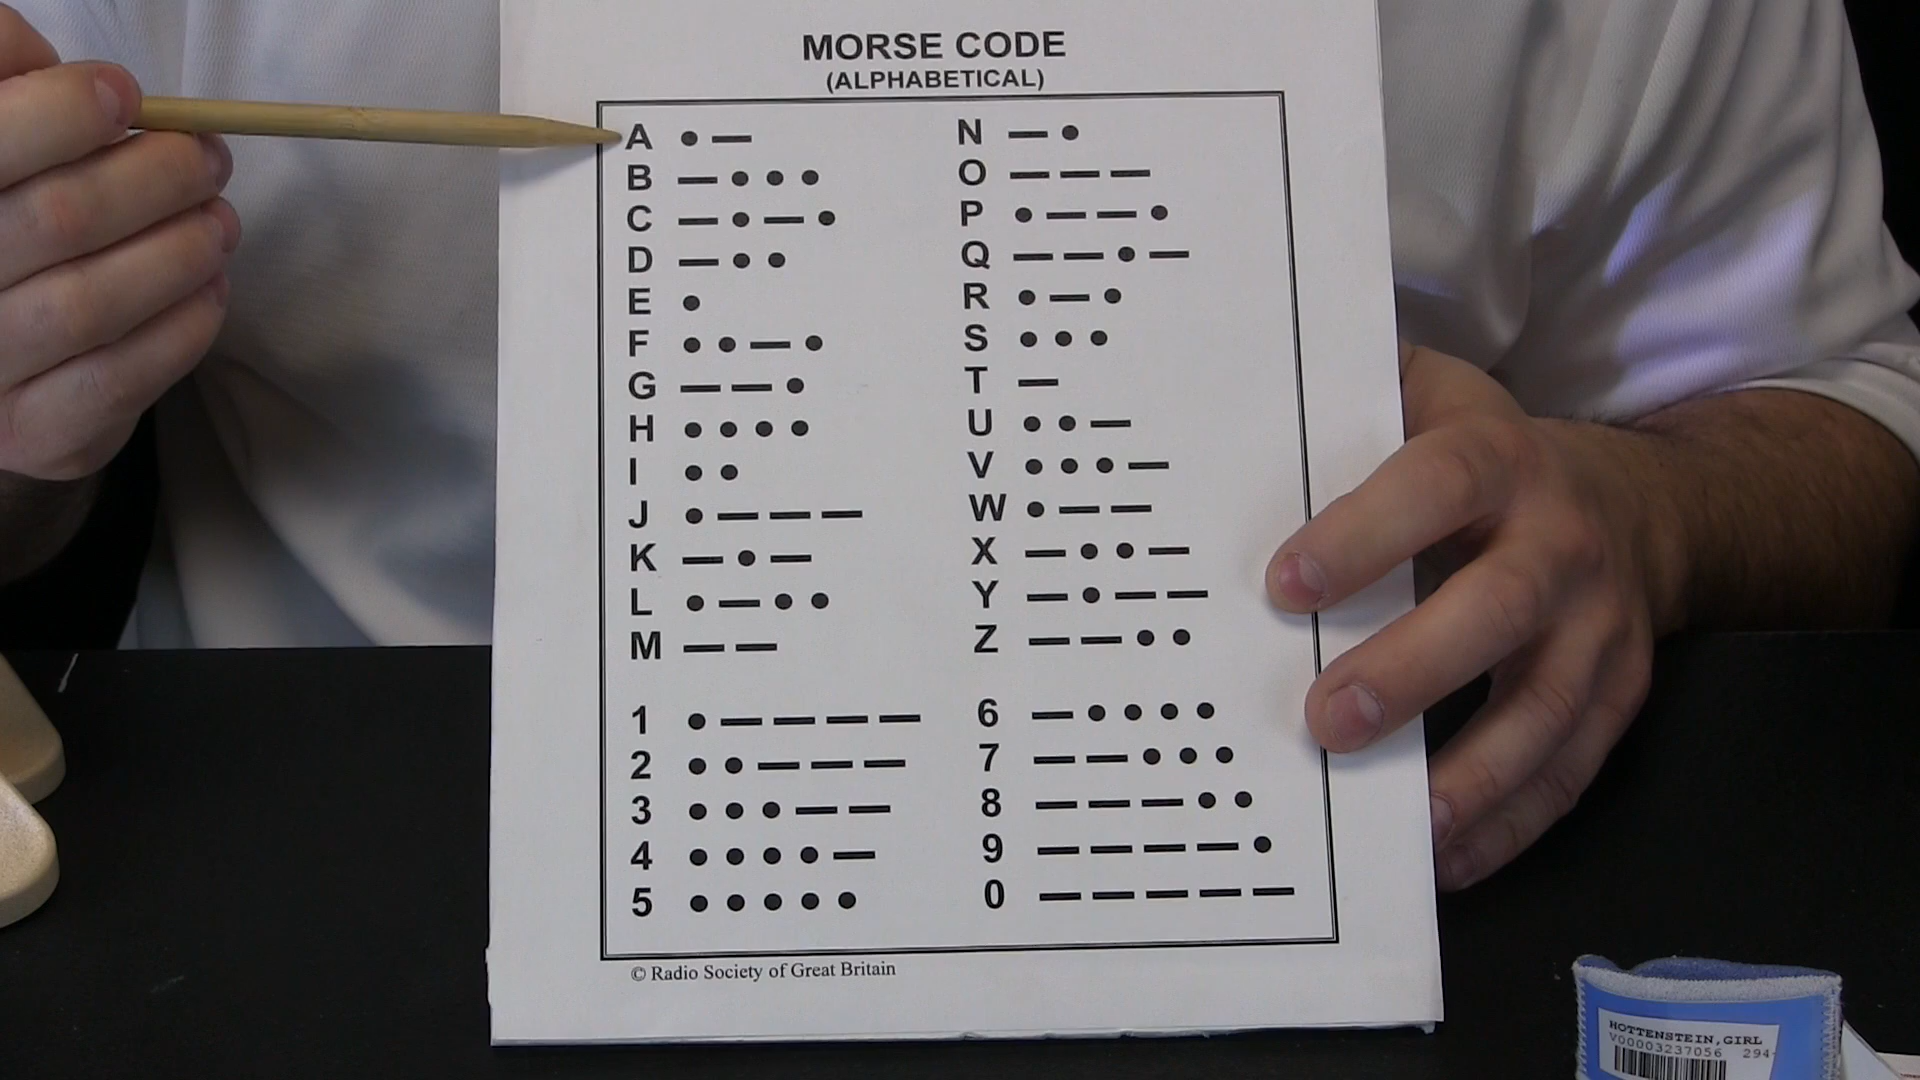 MORSE CODE
(ALPHABETICAL)
A • —
B — • • •
C — • — •
D — • •
E •
F • • — •
G — — •
H • • • •
I • •
J • — — —
K — • —
L • — • •
M — —
N — •
O — — —
P • — — •
Q — — • —
R • — •
S • • •
T —
U • • —
V • • • —
W • — —
X — • • —
Y — • — —
Z — — • •
1 • — — — —
2 • • — — —
3 • • • — —
4 • • • • —
5 • • • • •
6 — • • • •
7 — — • • •
8 — — — • •
9 — — — — •
0 — — — — —
© Radio Society of Great Britain
HOTTENSTEIN,GIRL
V00003237056 294-